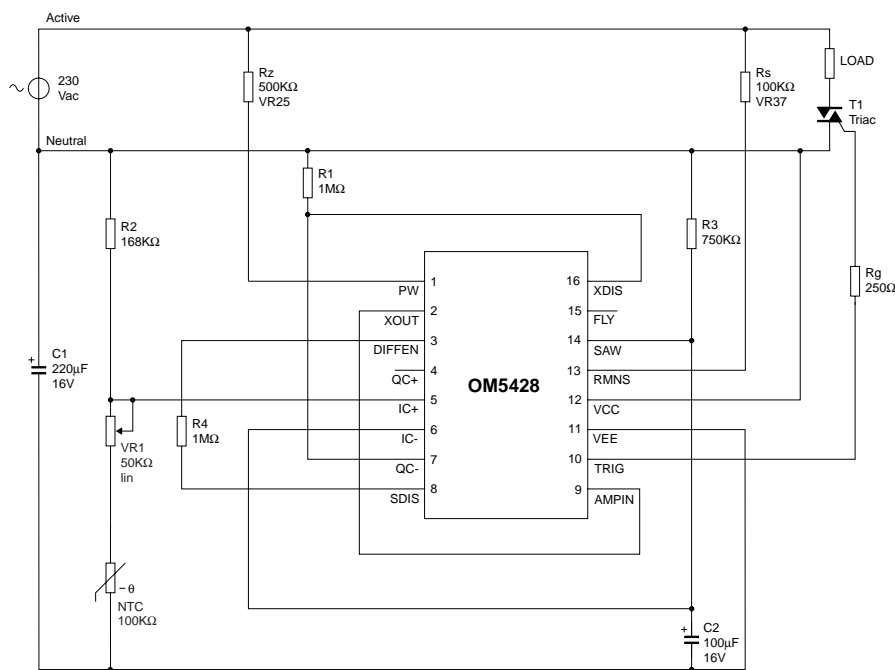 Active
230
Vac
Rz
500KΩ
VR25
Rs
100KΩ
VR37
LOAD
T1
Triac
Neutral
R1
1MΩ
R2
168KΩ
R3
750KΩ
Rg
250Ω
1
PW
2
XOUT
3
DIFFEN
4
QC+
5
IC+
6
IC-
7
QC-
8
SDIS
OM5428
16
XDIS
15
FLY
14
SAW
13
RMNS
12
VCC
11
VEE
10
TRIG
9
AMPIN
+
C1
220µF
16V
R4
1MΩ
VR1
50KΩ
lin
-θ
NTC
100KΩ
+
C2
100µF
16V